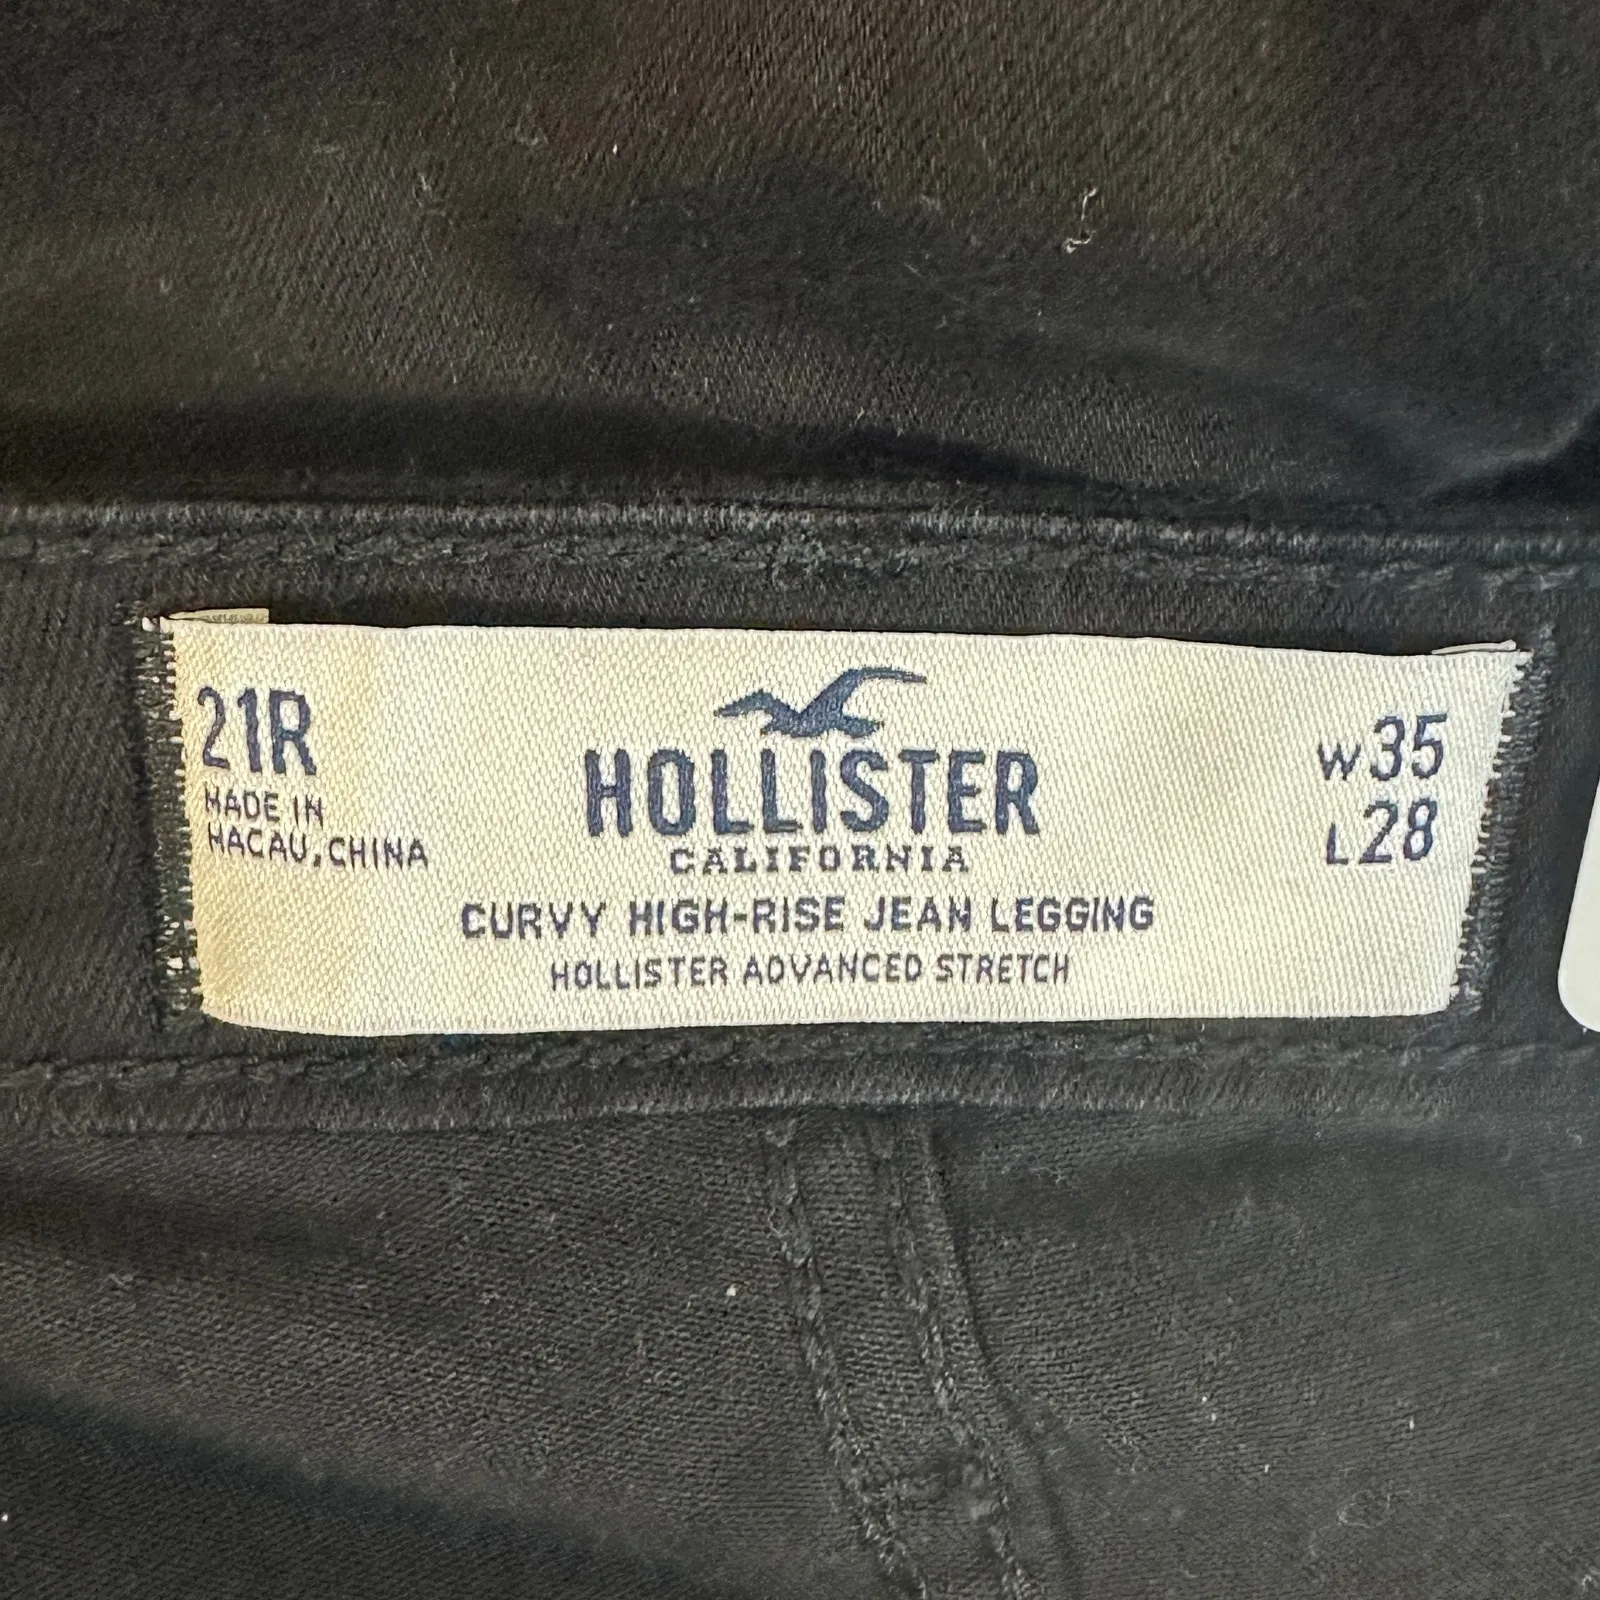 21R
MADE IN
MACAU, CHINA
HOLLISTER
CALIFORNIA
CURVY HIGH-RISE JEAN LEGGING
HOLLISTER ADVANCED STRETCH
W35
L28